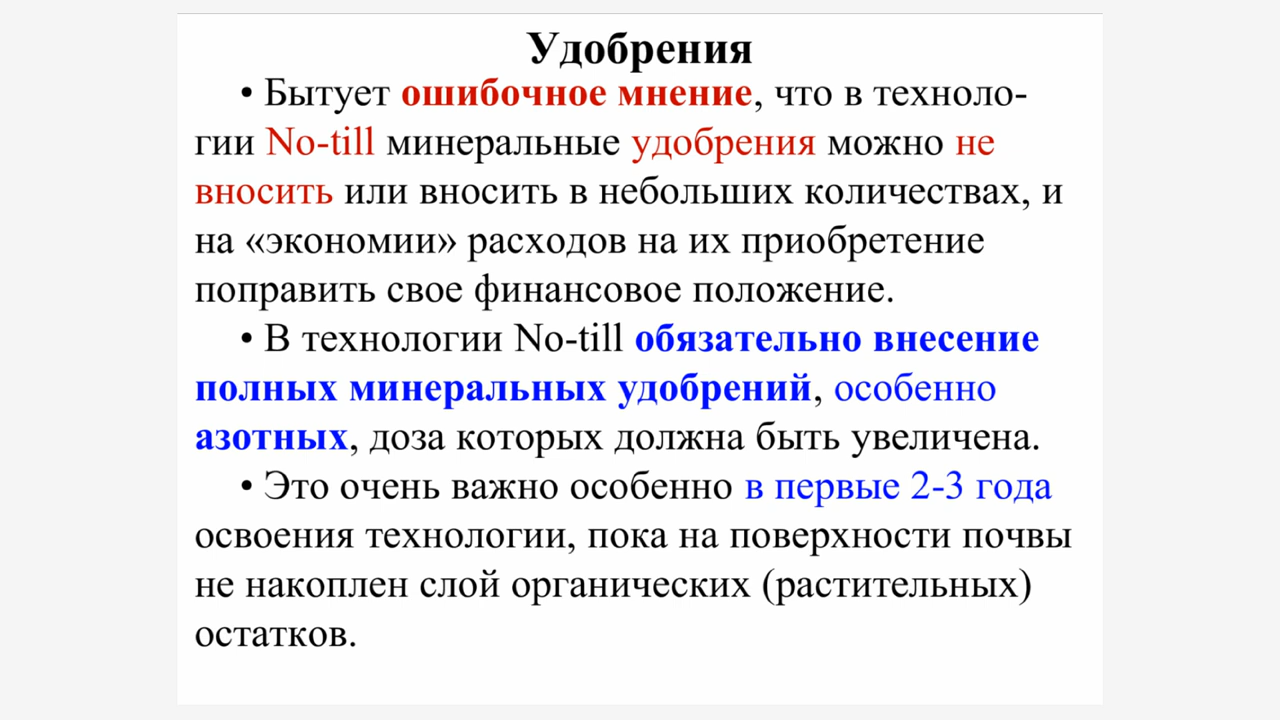 Удобрения
• Бытует ошибочное мнение, что в техноло-
гии No-till минеральные удобрения можно не
вносить или вносить в небольших количествах, и
на «экономии» расходов на их приобретение
поправить свое финансовое положение.
• В технологии No-till обязательно внесение
полных минеральных удобрений, особенно
азотных, доза которых должна быть увеличена.
• Это очень важно особенно в первые 2-3 года
освоения технологии, пока на поверхности почвы
не накоплен слой органических (растительных)
остатков.